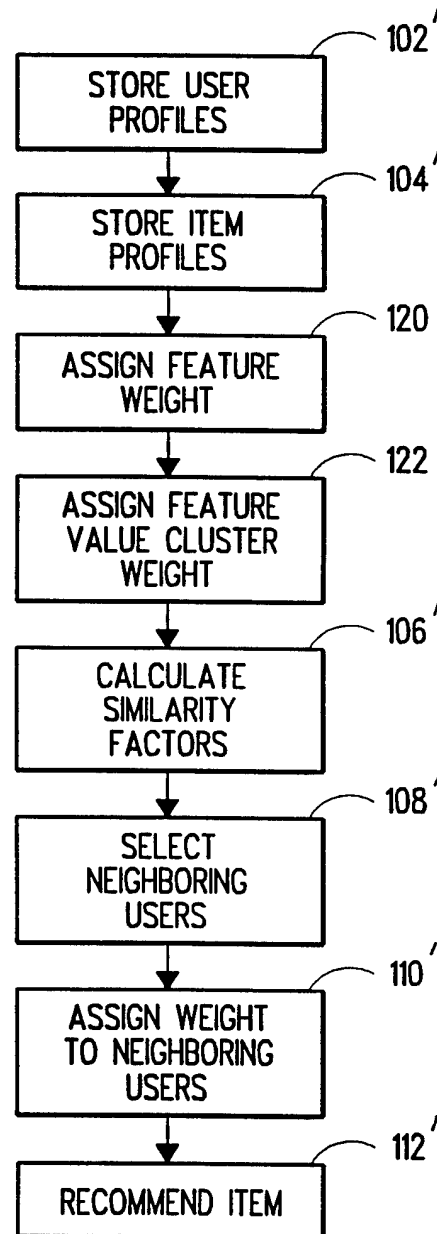 102'
STORE USER
PROFILES
104'
STORE ITEM
PROFILES
120
ASSIGN FEATURE
WEIGHT
122
ASSIGN FEATURE
VALUE CLUSTER
WEIGHT
106'
CALCULATE
SIMILARITY
FACTORS
108'
SELECT
NEIGHBORING
USERS
110'
ASSIGN WEIGHT
TO NEIGHBORING
USERS
112'
RECOMMEND ITEM